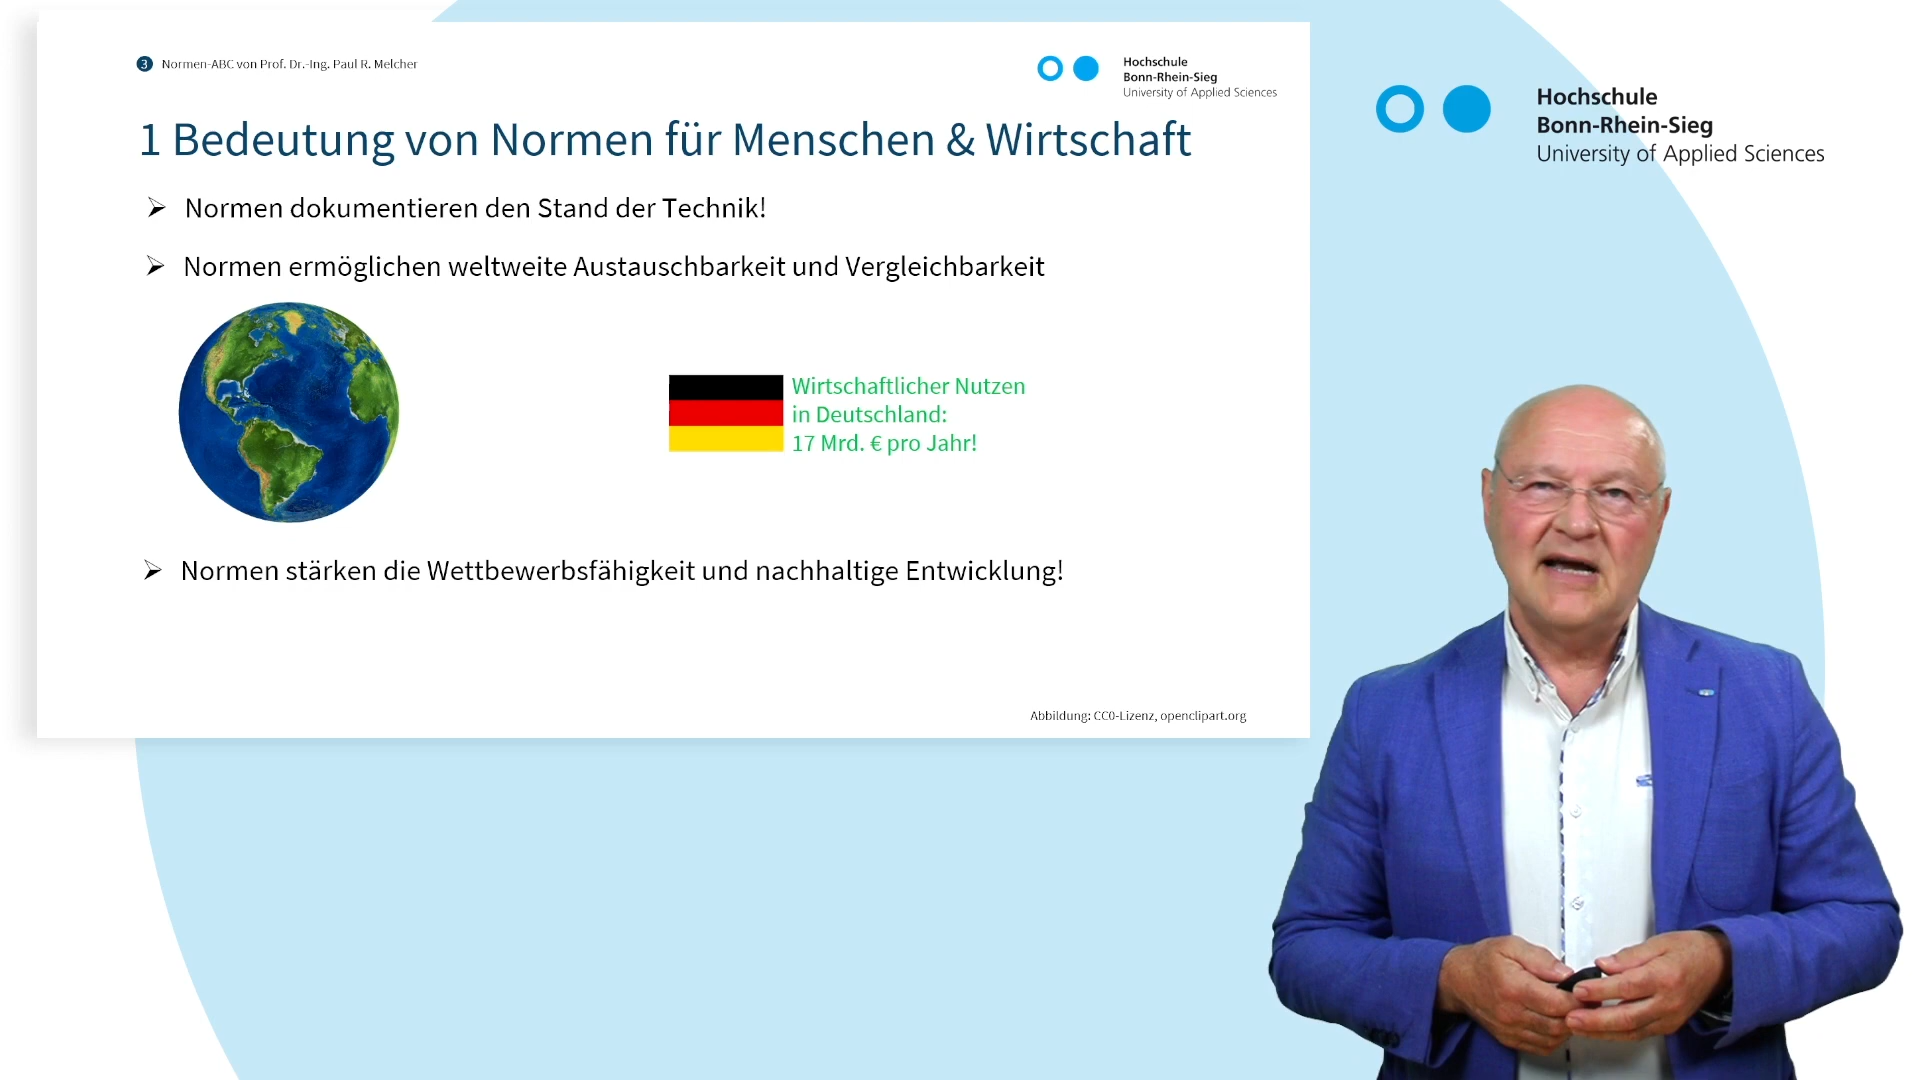 3 Normen-ABC von Prof. Dr.-Ing. Paul R. Melcher
Hochschule
Bonn-Rhein-Sieg
University of Applied Sciences
1 Bedeutung von Normen für Menschen & Wirtschaft
Normen dokumentieren den Stand der Technik!
Normen ermöglichen weltweite Austauschbarkeit und Vergleichbarkeit
Wirtschaftlicher Nutzen
in Deutschland:
17 Mrd. € pro Jahr!
Normen stärken die Wettbewerbsfähigkeit und nachhaltige Entwicklung!
Abbildung: CC0-Lizenz, openclipart.org
Hochschule
Bonn-Rhein-Sieg
University of Applied Sciences